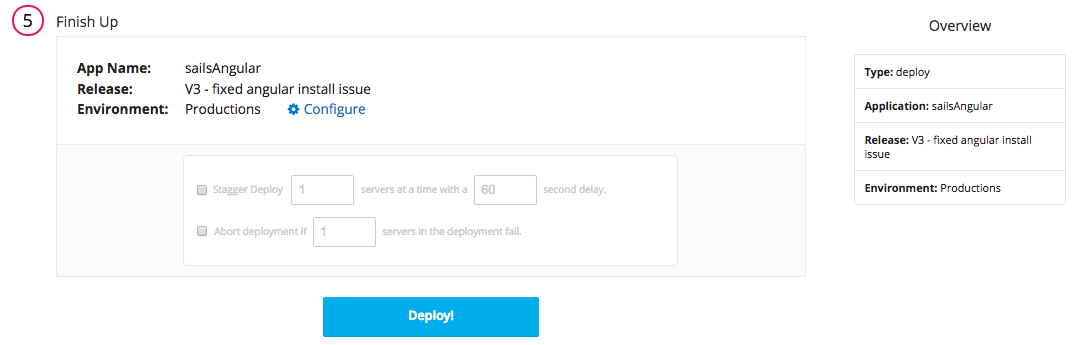 5 Finish Up
App Name: sailsAngular
Release: V3 - fixed angular install issue
Environment: Productions Configure
Stagger Deploy 1 servers at a time with a 60 second delay.
Abort deployment if 1 servers in the deployment fail.
Deploy!
Overview
Type: deploy
Application: sailsAngular
Release: V3 - fixed angular install
issue
Environment: Productions